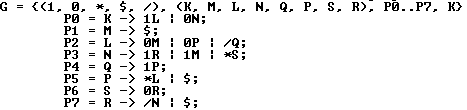 G = {(1, 0, *, $, /), (K, M, L, N, Q, P, S, R), P0..P7, K}
P0 = K -> 1L ¦ 0N;
P1 = M -> $;
P2 = L -> 0M ¦ 0P ¦ /Q;
P3 = N -> 1R ¦ 1M ¦ *S;
P4 = Q -> 1P;
P5 = P -> *L ¦ $;
P6 = S -> 0R;
P7 = R -> /N ¦ $;